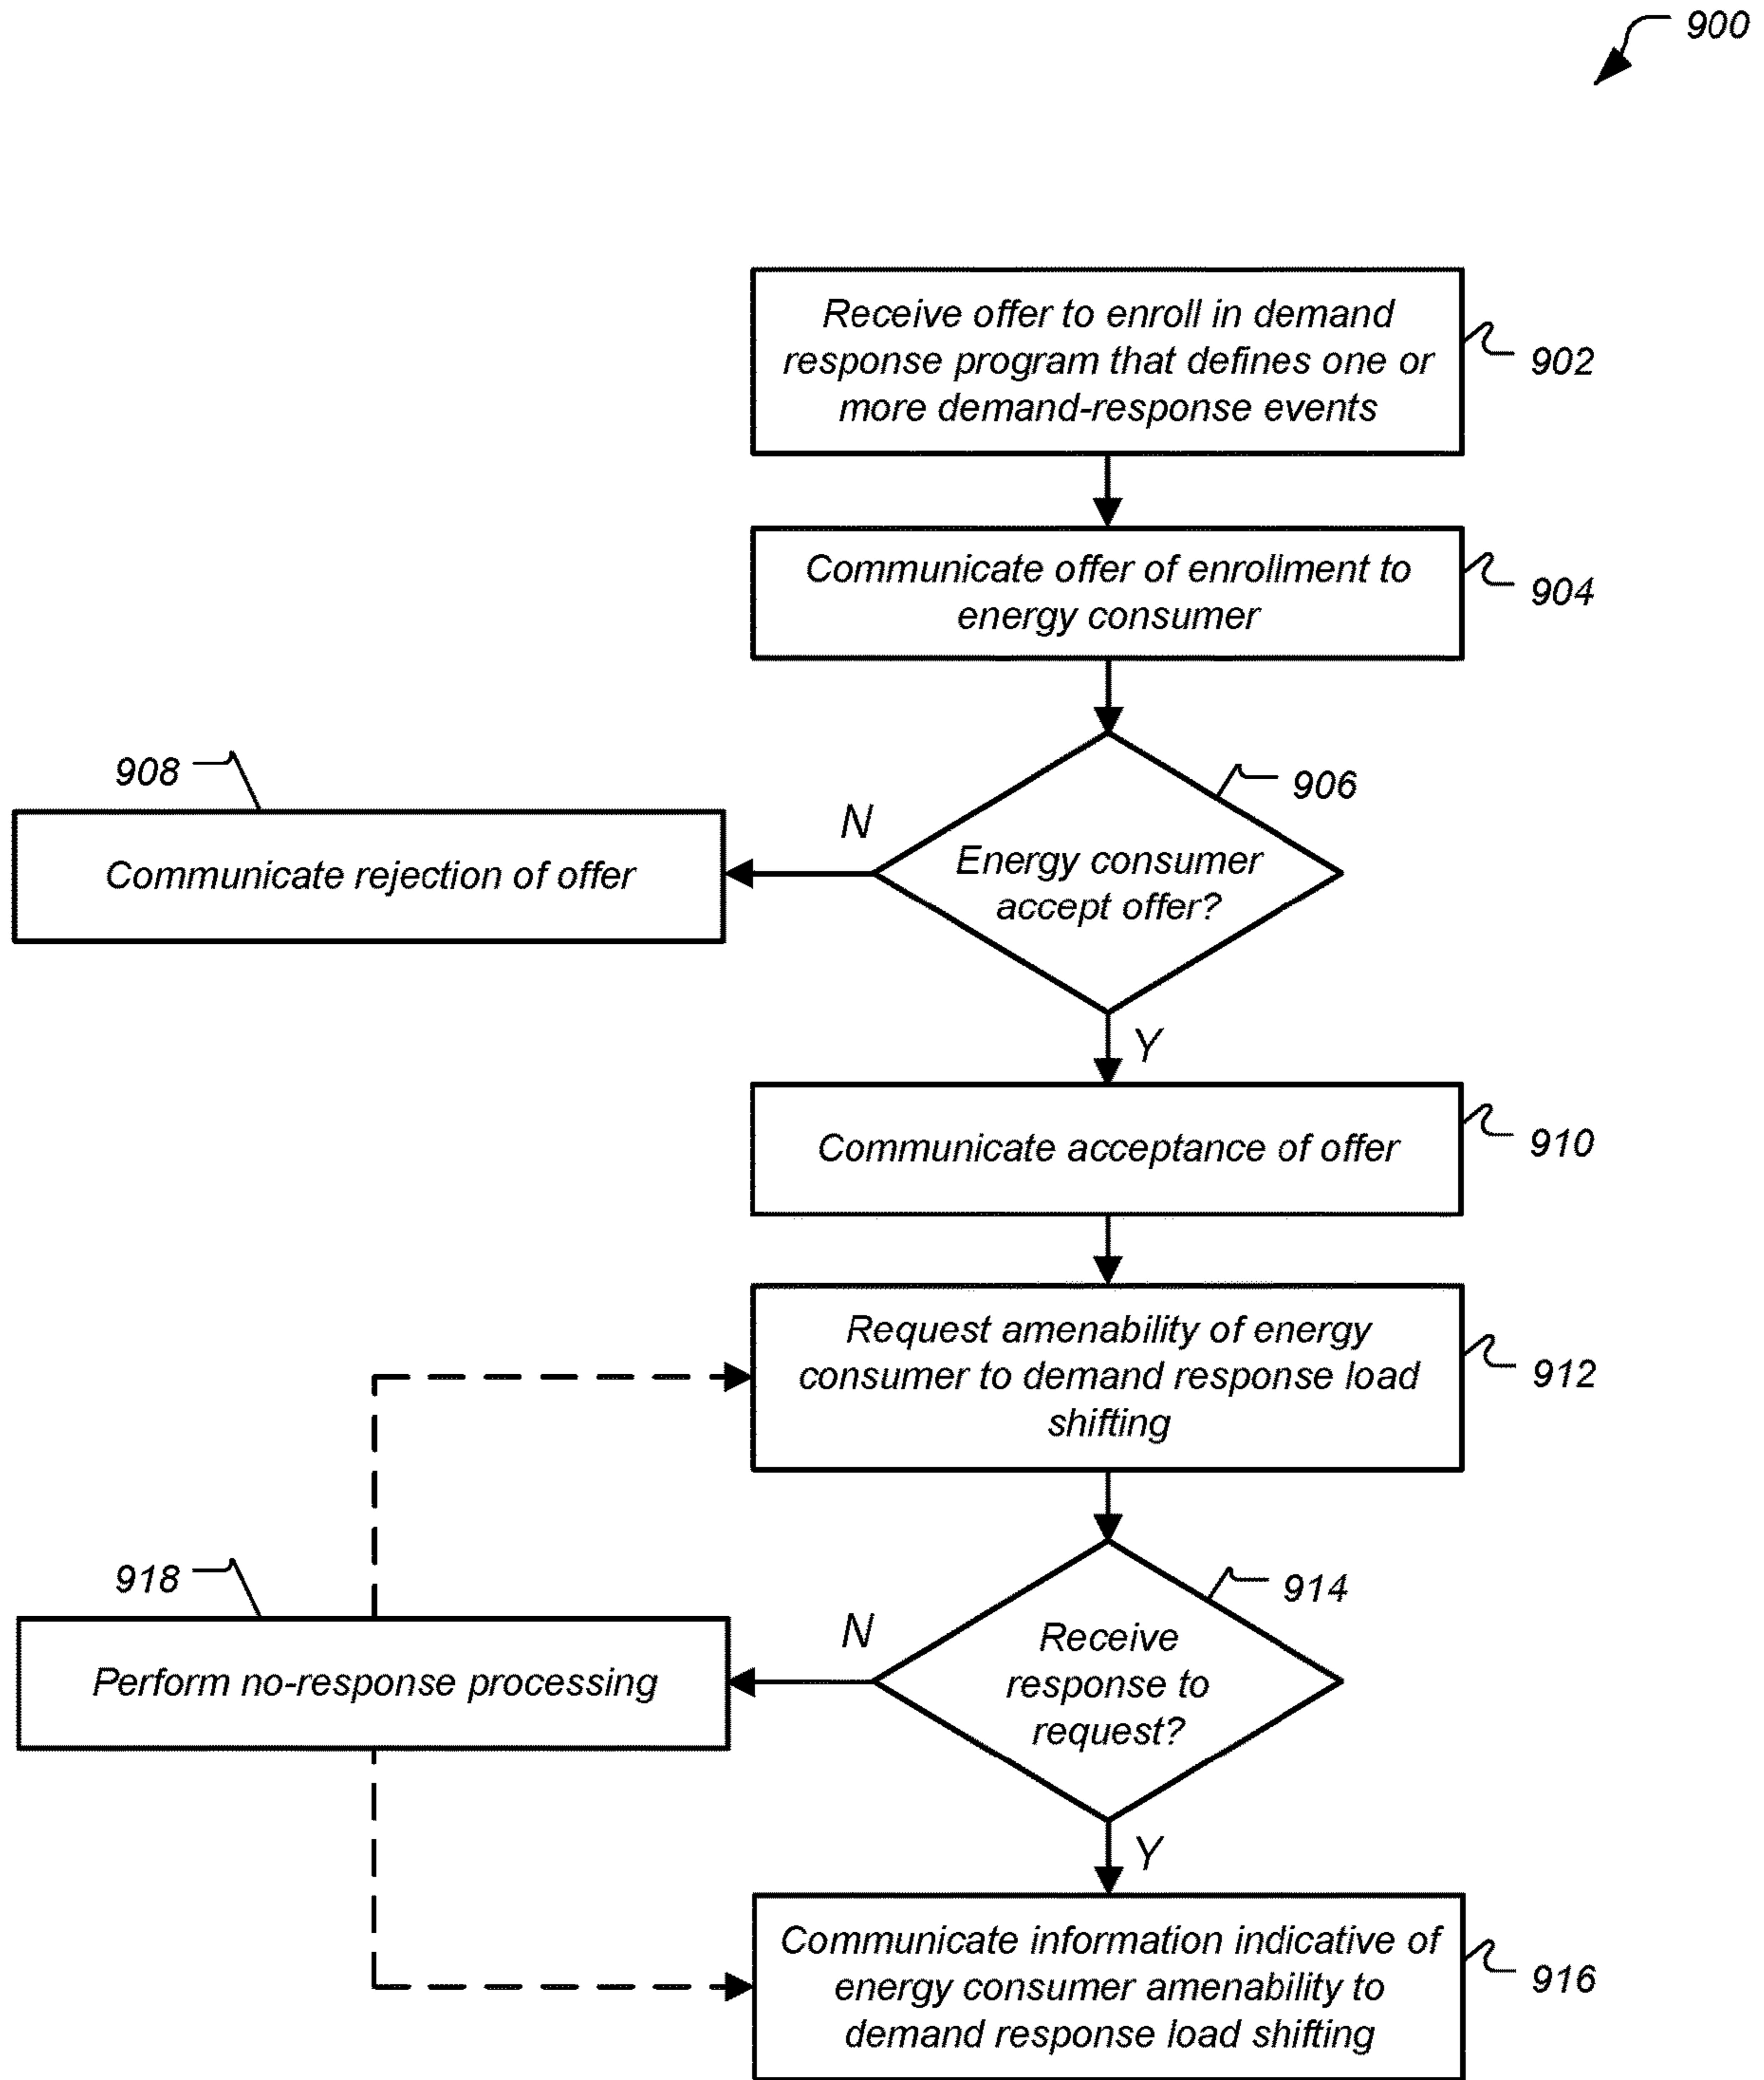 900
Receive offer to enroll in demand
response program that defines one or
more demand-response events
902
Communicate offer of enrollment to
energy consumer
904
908
906
N
Energy consumer
accept offer?
Communicate rejection of offer
Y
Communicate acceptance of offer
910
Request amenability of energy
consumer to demand response load
shifting
912
918
914
N
Receive
response to
request?
Perform no-response processing
Y
Communicate information indicative of
energy consumer amenability to
demand response load shifting
916